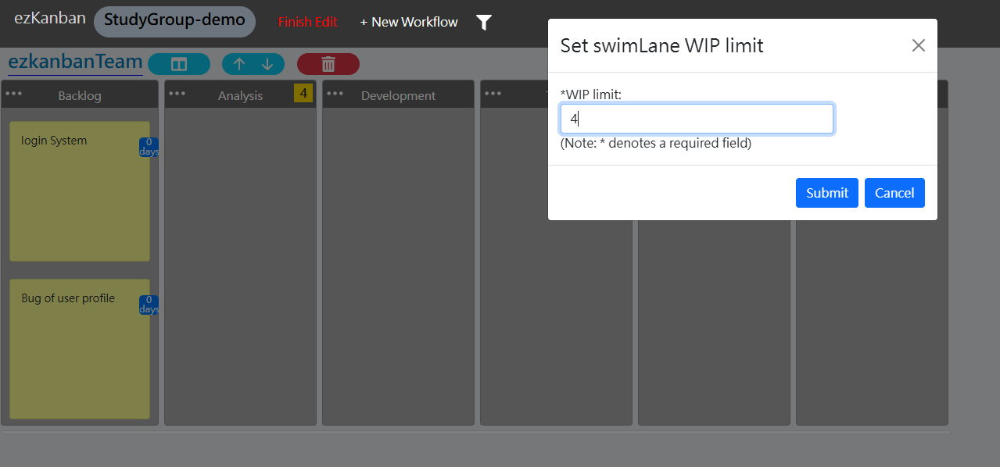 ezKanban
StudyGroup-demo
Finish Edit
+ New Workflow
ezkanbanTeam
Backlog
Analysis
4
Development
login System
0
days
Bug of user profile
0
days
Set swimLane WIP limit
*WIP limit:
4
(Note: * denotes a required field)
Submit
Cancel